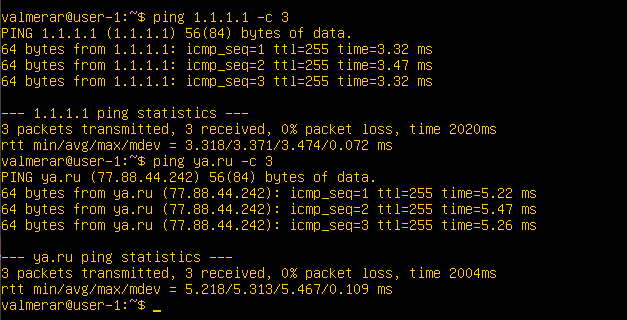 valmerar@user-1:~$ ping 1.1.1.1 -c 3
PING 1.1.1.1 (1.1.1.1) 56(84) bytes of data.
64 bytes from 1.1.1.1: icmp_seq=1 ttl=255 time=3.32 ms
64 bytes from 1.1.1.1: icmp_seq=2 ttl=255 time=3.47 ms
64 bytes from 1.1.1.1: icmp_seq=3 ttl=255 time=3.32 ms

--- 1.1.1.1 ping statistics ---
3 packets transmitted, 3 received, 0% packet loss, time 2020ms
rtt min/avg/max/mdev = 3.318/3.371/3.474/0.072 ms
valmerar@user-1:~$ ping ya.ru -c 3
PING ya.ru (77.88.44.242) 56(84) bytes of data.
64 bytes from ya.ru (77.88.44.242): icmp_seq=1 ttl=255 time=5.22 ms
64 bytes from ya.ru (77.88.44.242): icmp_seq=2 ttl=255 time=5.47 ms
64 bytes from ya.ru (77.88.44.242): icmp_seq=3 ttl=255 time=5.26 ms

--- ya.ru ping statistics ---
3 packets transmitted, 3 received, 0% packet loss, time 2004ms
rtt min/avg/max/mdev = 5.218/5.313/5.467/0.109 ms
valmerar@user-1:~$ _